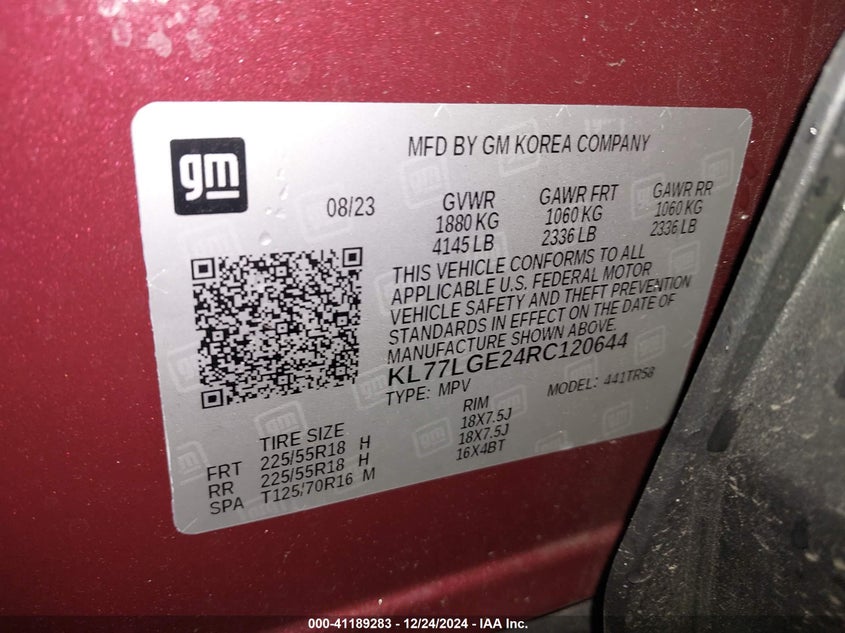 gm
MFD BY GM KOREA COMPANY
08/23
GVWR GAWR FRT GAWR RR
1880 KG 1060 KG 1060 KG
4145 LB 2336 LB 2336 LB
THIS VEHICLE CONFORMS TO ALL
APPLICABLE U.S. FEDERAL MOTOR
VEHICLE SAFETY AND THEFT PREVENTION
STANDARDS IN EFFECT ON THE DATE OF
MANUFACTURE SHOWN ABOVE.
KL77LGE24RC120644
TYPE: MPV MODEL: 441TR58
TIRE SIZE RIM
FRT 225/55R18 H 18X7.5J
RR 225/55R18 H 18X7.5J
SPA T125/70R16 M 16X4BT
000-41189283 - 12/24/2024 - IAA Inc.